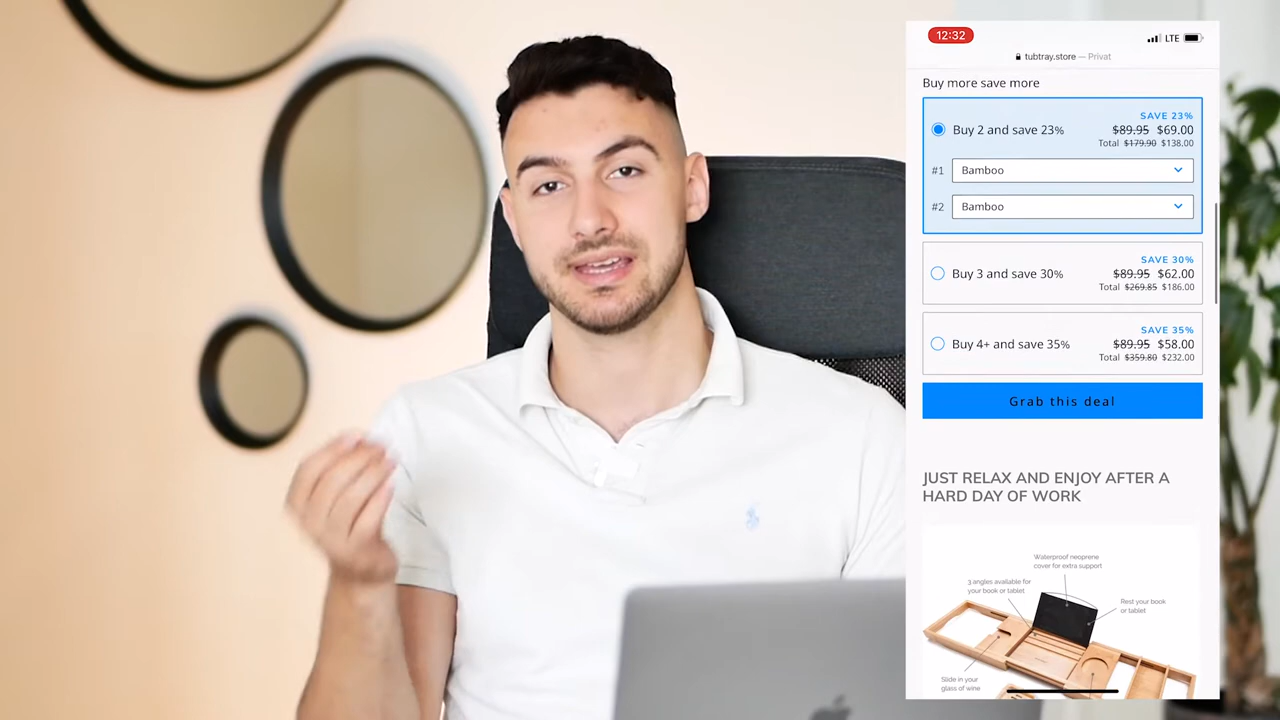 12:32
LTE
tubtray.store — Privat
Buy more save more
SAVE 23%
Buy 2 and save 23% $89.95 $69.00
Total $179.90 $138.00
#1 Bamboo
#2 Bamboo
SAVE 30%
Buy 3 and save 30% $89.95 $62.00
Total $269.85 $186.00
SAVE 35%
Buy 4+ and save 35% $89.95 $58.00
Total $359.80 $232.00
Grab this deal
JUST RELAX AND ENJOY AFTER A
HARD DAY OF WORK
Waterproof neoprene
cover for extra support
3 angles available for
your book or tablet
Rest your book
or tablet
Slide in your
glass of wine